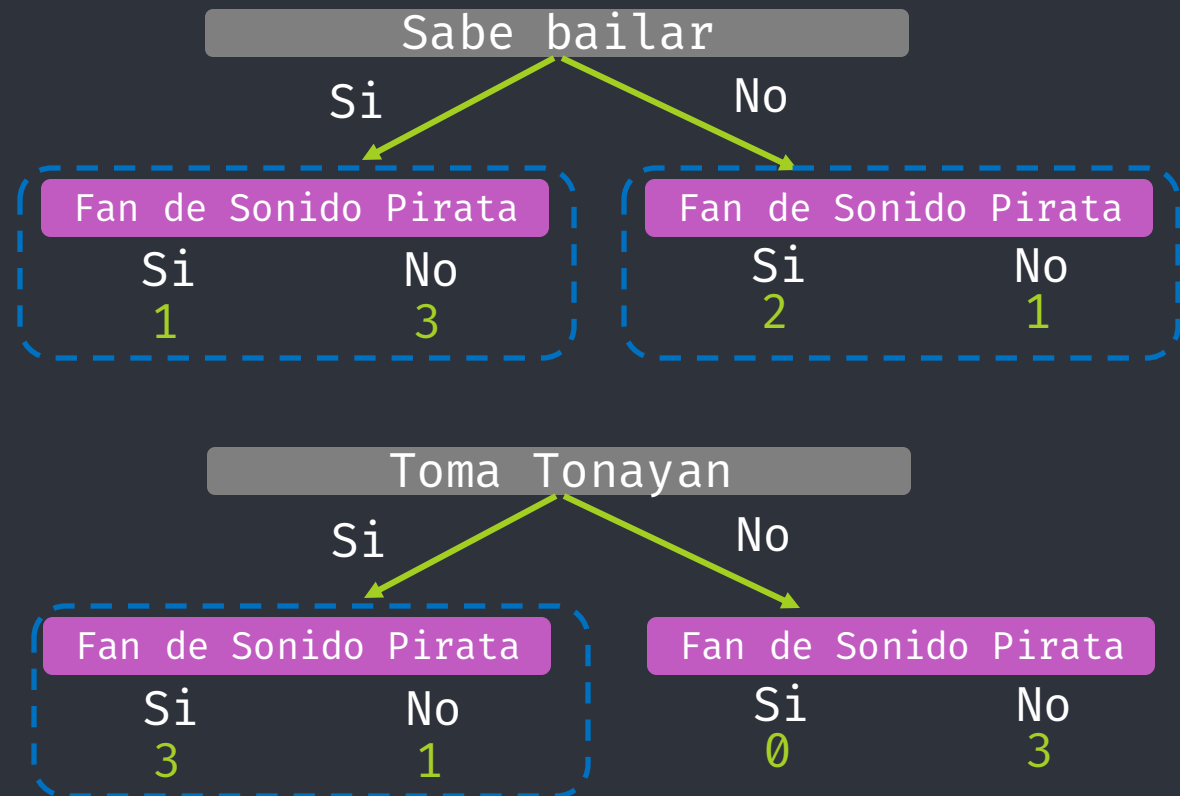 Sabe bailar
Si No
Fan de Sonido Pirata Fan de Sonido Pirata
Si No Si No
1 3 2 1
Toma Tonayan
Si No
Fan de Sonido Pirata Fan de Sonido Pirata
Si No Si No
3 1 0 3